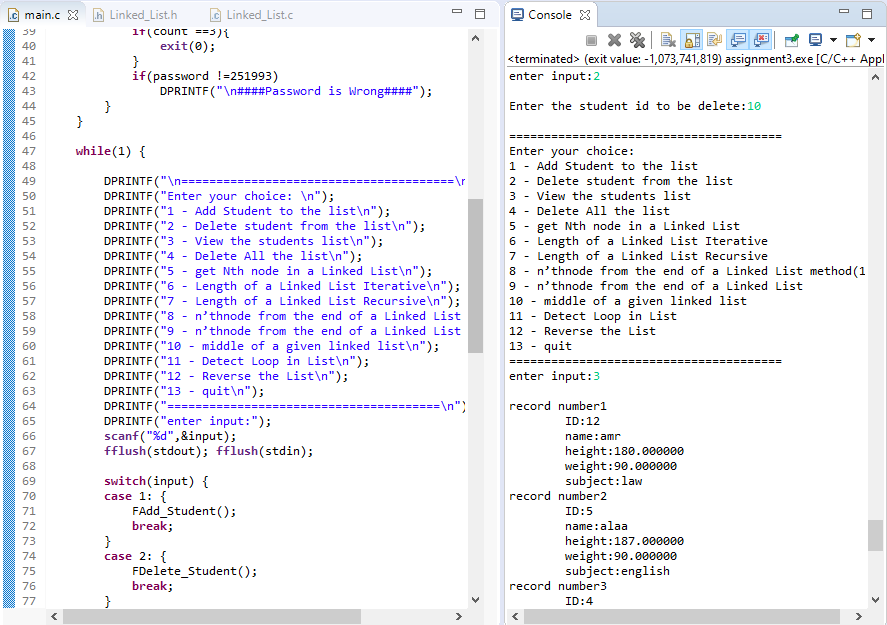 main.c
Linked_List.h
Linked_List.c
39 if(count ==3){
40 exit(0);
41 }
42 if(password !=251993)
43 DPRINTF("\n####Password is Wrong####");
44 }
45 }
46
47 while(1) {
48
49 DPRINTF("\n=======================================\n
50 DPRINTF("Enter your choice: \n");
51 DPRINTF("1 - Add Student to the list\n");
52 DPRINTF("2 - Delete student from the list\n");
53 DPRINTF("3 - View the students list\n");
54 DPRINTF("4 - Delete All the list\n");
55 DPRINTF("5 - get Nth node in a Linked List\n");
56 DPRINTF("6 - Length of a Linked List Iterative\n");
57 DPRINTF("7 - Length of a Linked List Recursive\n");
58 DPRINTF("8 - n’thnode from the end of a Linked List
59 DPRINTF("9 - n’thnode from the end of a Linked List
60 DPRINTF("10 - middle of a given linked list\n");
61 DPRINTF("11 - Detect Loop in List\n");
62 DPRINTF("12 - Reverse the List\n");
63 DPRINTF("13 - quit\n");
64 DPRINTF("=======================================\n")
65 DPRINTF("enter input:");
66 scanf("%d",&input);
67 fflush(stdout); fflush(stdin);
68
69 switch(input) {
70 case 1: {
71 FAdd_Student();
72 break;
73 }
74 case 2: {
75 FDelete_Student();
76 break;
77 }
Console
<terminated> (exit value: -1,073,741,819) assignment3.exe [C/C++ Appl
enter input:2
Enter the student id to be delete:10
=======================================
Enter your choice:
1 - Add Student to the list
2 - Delete student from the list
3 - View the students list
4 - Delete All the list
5 - get Nth node in a Linked List
6 - Length of a Linked List Iterative
7 - Length of a Linked List Recursive
8 - n’thnode from the end of a Linked List method(1
9 - n’thnode from the end of a Linked List
10 - middle of a given linked list
11 - Detect Loop in List
12 - Reverse the List
13 - quit
=======================================
enter input:3
record number1
ID:12
name:amr
height:180.000000
weight:90.000000
subject:law
record number2
ID:5
name:alaa
height:187.000000
weight:90.000000
subject:english
record number3
ID:4